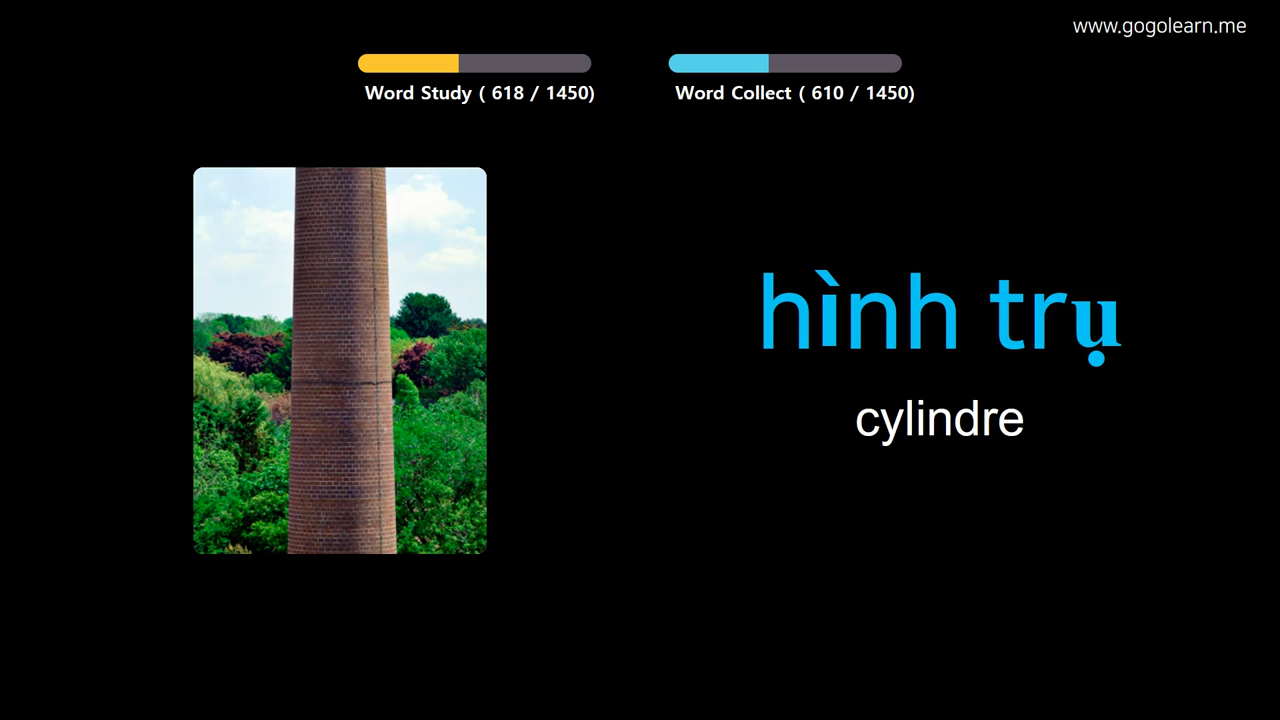 www.gogolearn.me
Word Study ( 618 / 1450)
Word Collect ( 610 / 1450)
hình trụ
cylindre